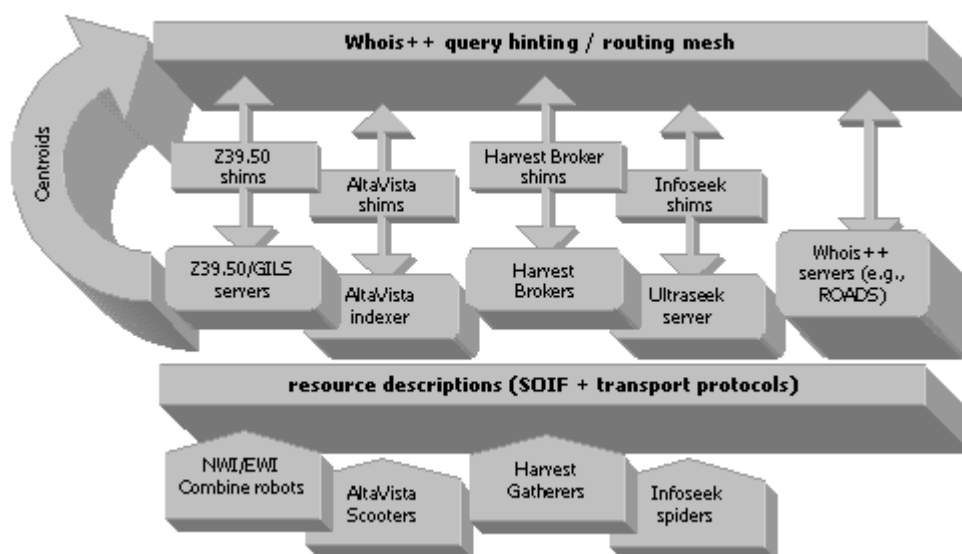 Whois++ query hinting / routing mesh
Centroids
Z39.50
shims
AltaVista
shims
Harvest Broker
shims
Infoseek
shims
Z39.50/GILS
servers
AltaVista
indexer
Harvest
Brokers
Ultraseek
server
Whois++
servers (e.g.,
ROADS)
resource descriptions (SOIF + transport protocols)
NWI/EWI
Combine robots
AltaVista
Scooters
Harvest
Gatherers
Infoseek
spiders